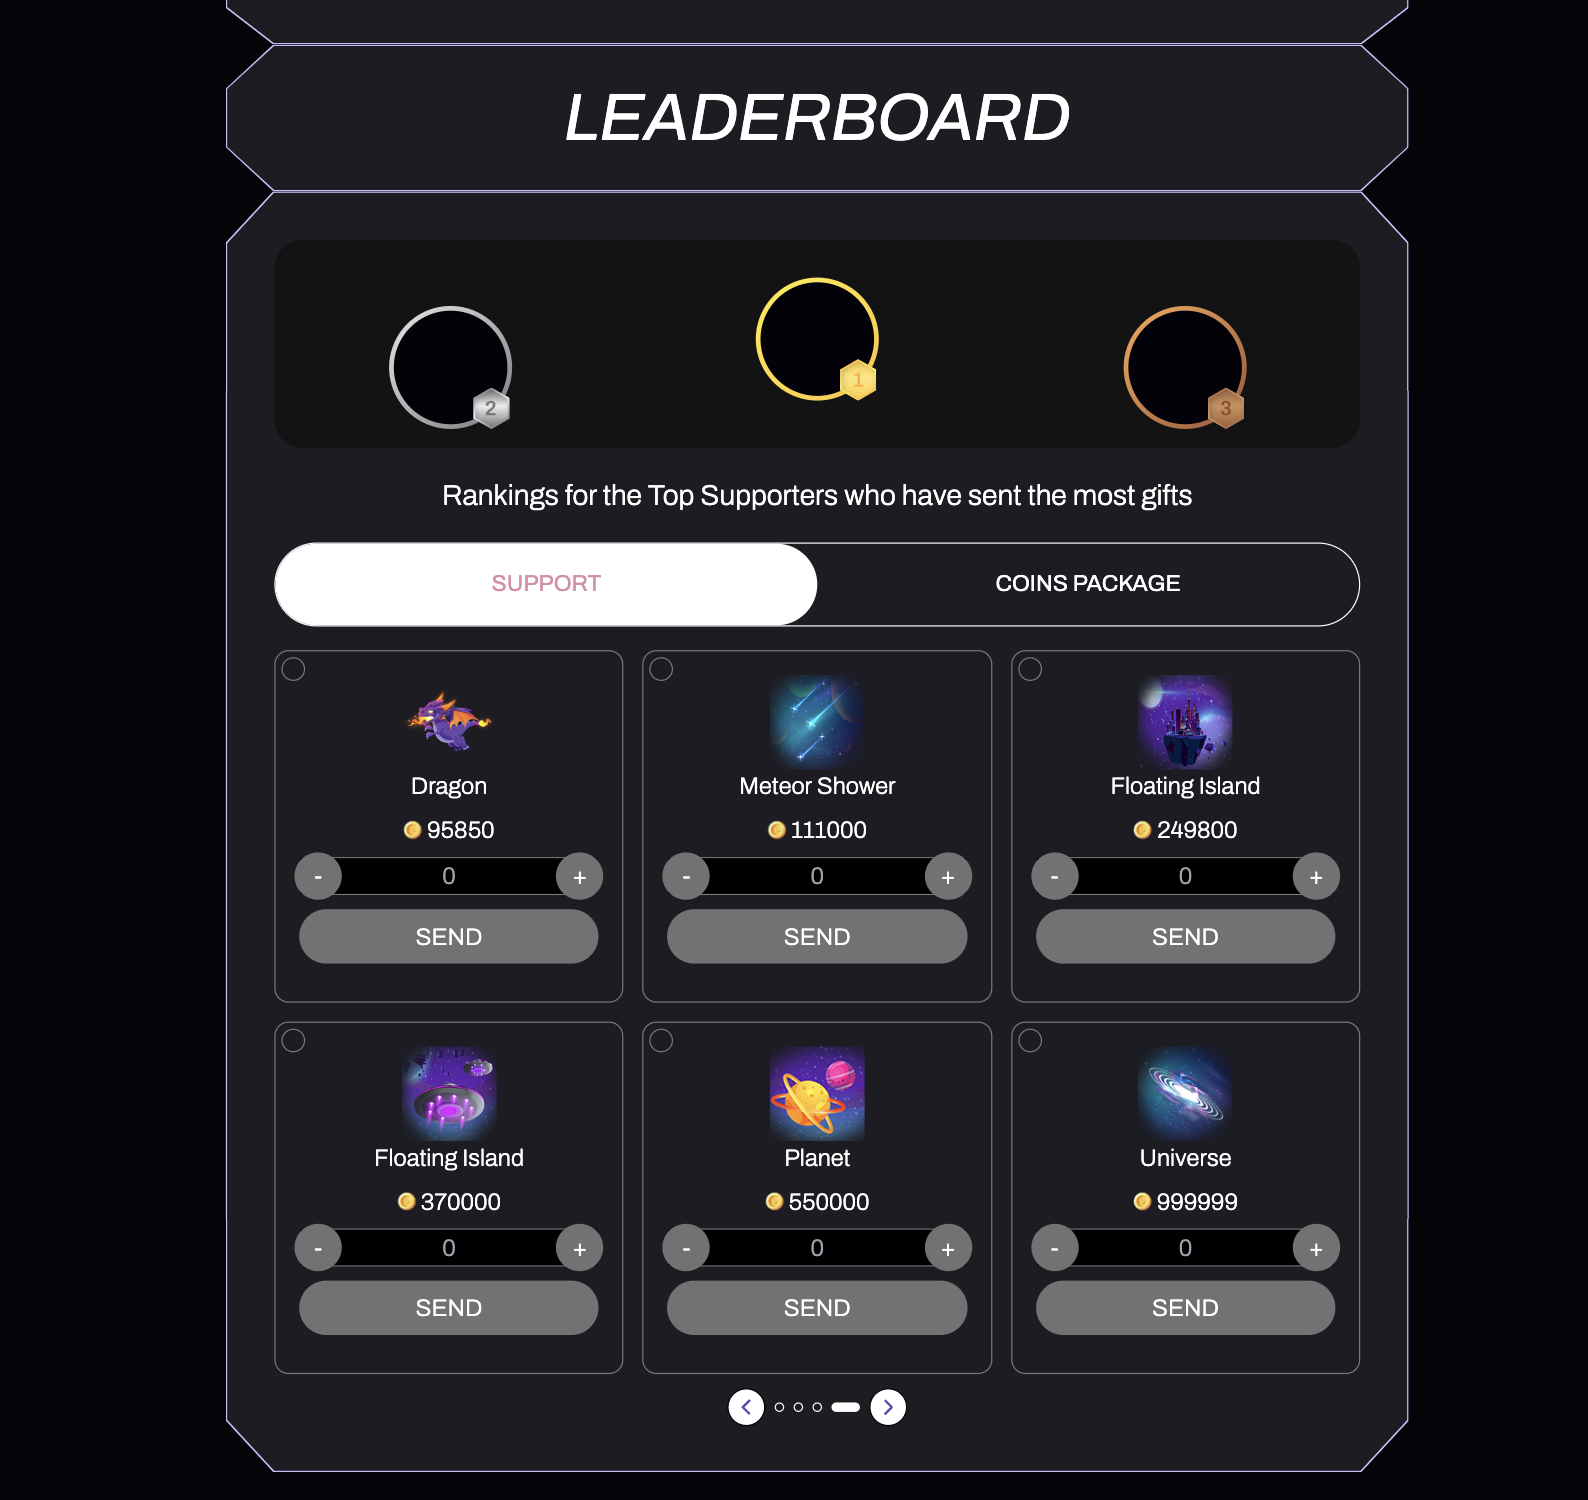 LEADERBOARD
1
2
3
Rankings for the Top Supporters who have sent the most gifts
SUPPORT COINS PACKAGE
Dragon Meteor Shower Floating Island
95850 111000 249800
- 0 + - 0 + - 0 +
SEND SEND SEND
Floating Island Planet Universe
370000 550000 999999
- 0 + - 0 + - 0 +
SEND SEND SEND